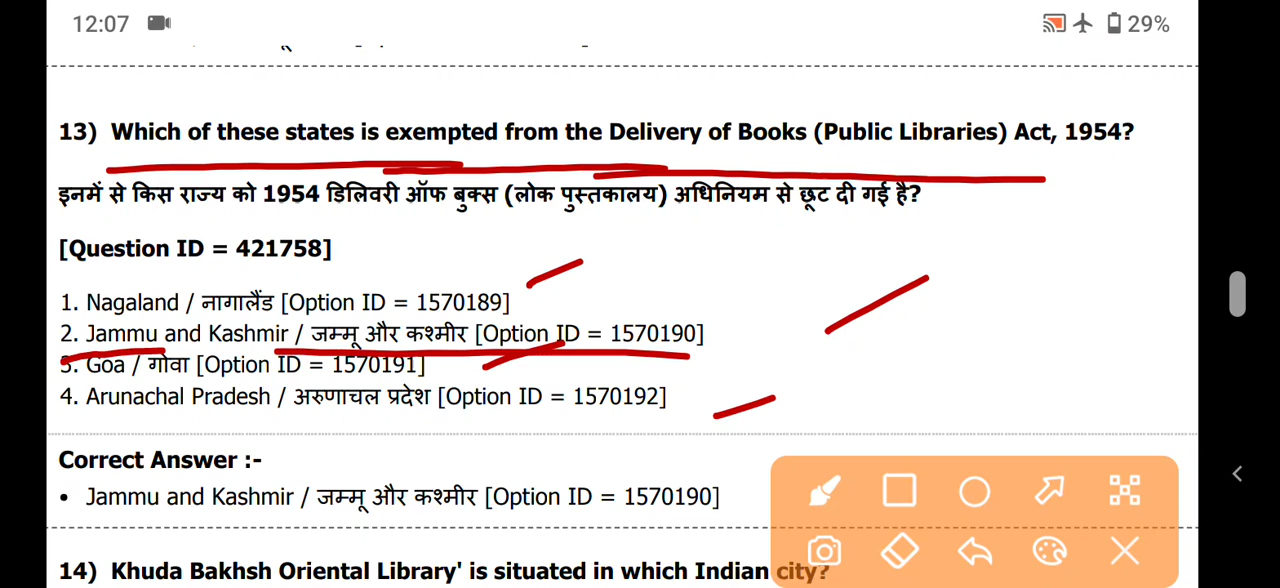 12:07
29%
13) Which of these states is exempted from the Delivery of Books (Public Libraries) Act, 1954?
इनमें से किस राज्य को 1954 डिलिवरी ऑफ बुक्स (लोक पुस्तकालय) अधिनियम से छूट दी गई है?
[Question ID = 421758]
1. Nagaland / नागालैंड [Option ID = 1570189]
2. Jammu and Kashmir / जम्मू और कश्मीर [Option ID = 1570190]
3. Goa / गोवा [Option ID = 1570191]
4. Arunachal Pradesh / अरुणाचल प्रदेश [Option ID = 1570192]
Correct Answer :-
• Jammu and Kashmir / जम्मू और कश्मीर [Option ID = 1570190]
14) Khuda Bakhsh Oriental Library' is situated in which Indian city?